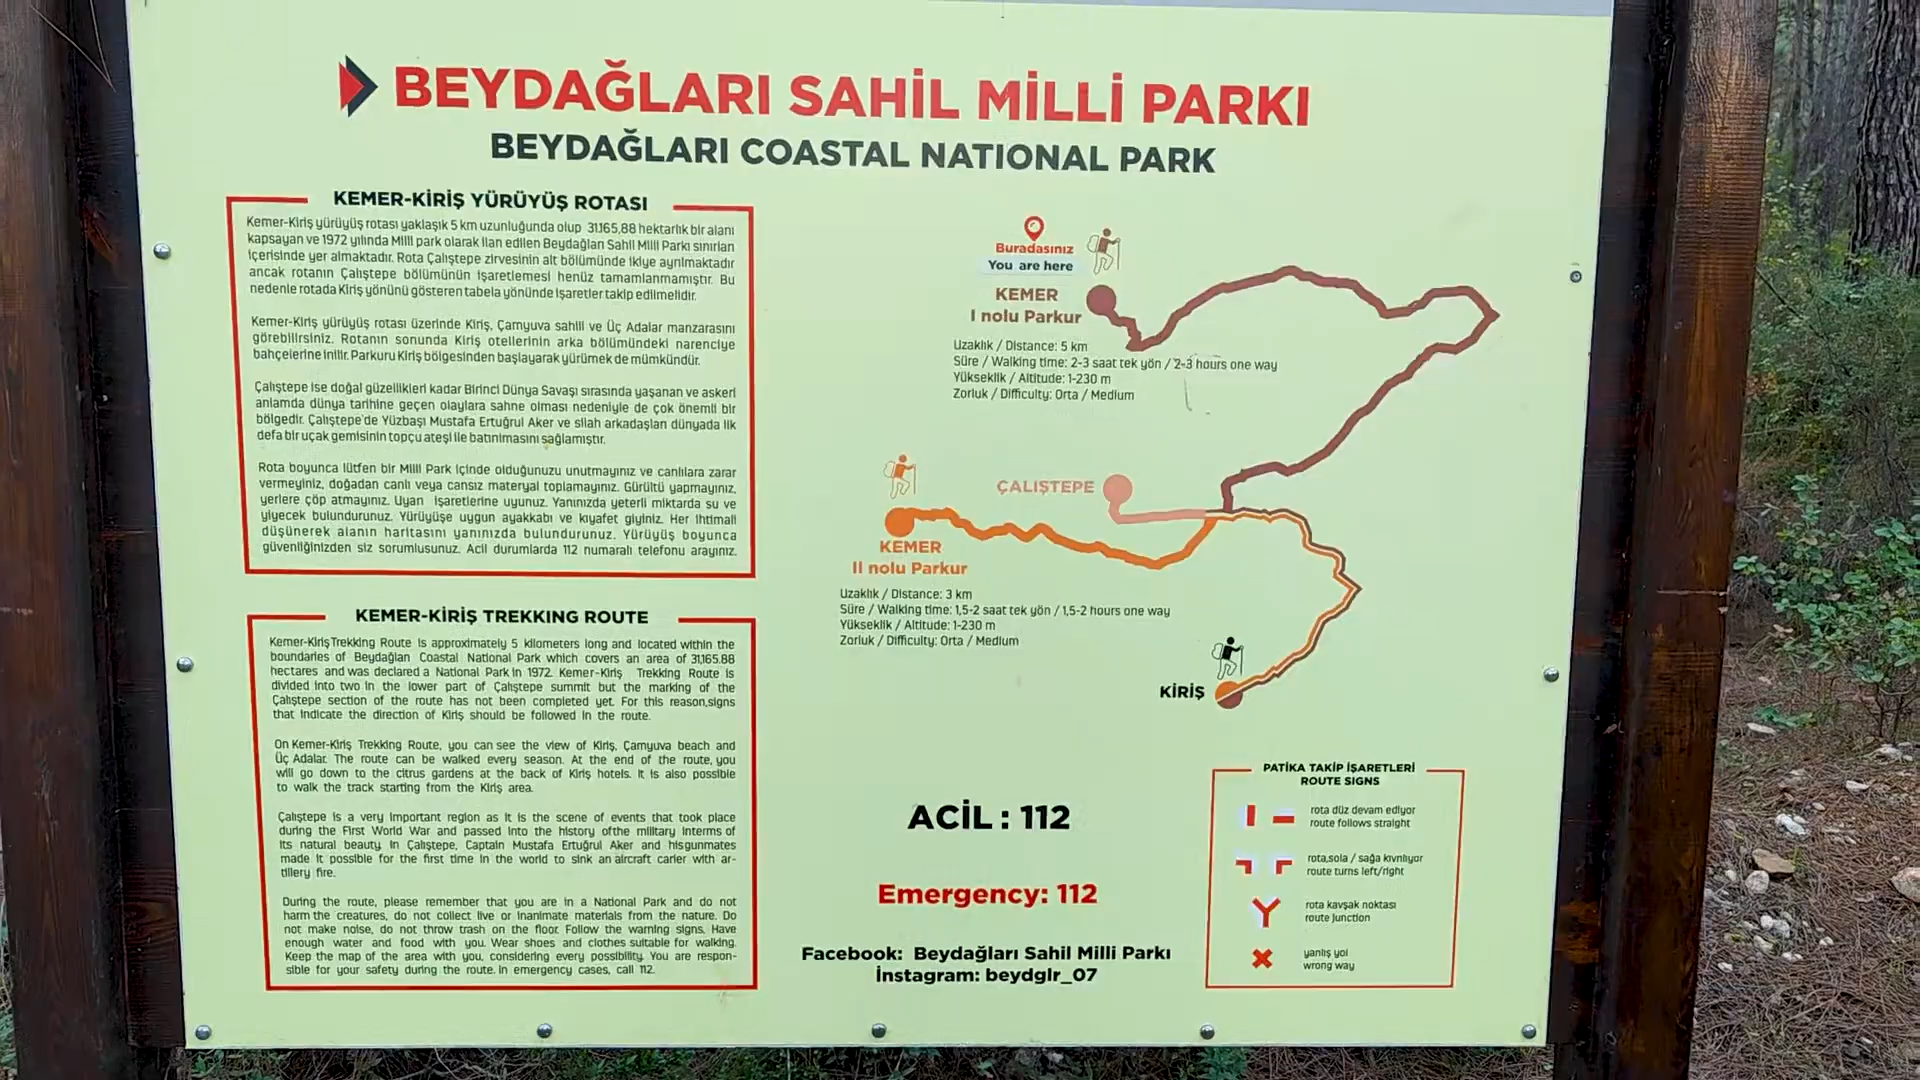 BEYDAĞLARI SAHİL MİLLİ PARKI
BEYDAĞLARI COASTAL NATIONAL PARK
KEMER-KİRİŞ YÜRÜYÜŞ ROTASI
Kemer-Kiriş yürüyüş rotası yaklaşık 5 km uzunluğunda olup 31.165,88 hektarlık bir alanı
kapsayan ve 1972 yılında Milli park olarak ilan edilen Beydağları Sahil Milli Parkı sınırları
içerisinde yer almaktadır. Rota Çalıştepe zirvesinin alt bölümünde ikiye ayrılmaktadır
ancak rotanın Çalıştepe bölümünün işaretlemesi henüz tamamlanmamıştır. Bu
nedenle rotada Kiriş yönünü gösteren tabela yönünde işaretler takip edilmelidir.
Kemer-Kiriş yürüyüş rotası üzerinde Kiriş, Çamyuva sahili ve Üç Adalar manzarasını
görebilirsiniz. Rotanın sonunda Kiriş otellerinin arka bölümündeki narenciye
bahçelerine inilir. Parkuru Kiriş bölgesinden başlayarak yürümek de mümkündür.
Çalıştepe ise doğal güzellikleri kadar Birinci Dünya Savaşı sırasında yaşanan ve askeri
anlamda dünya tarihine geçen olaylara sahne olması nedeniyle de çok önemli bir
bölgedir. Çalıştepe'de Yüzbaşı Mustafa Ertuğrul Aker ve silah arkadaşları dünyada ilk
defa bir uçak gemisinin topçu ateşi ile batırılmasını sağlamıştır.
Rota boyunca lütfen bir Milli Park içinde olduğunuzu unutmayınız ve canlılara zarar
vermeyiniz, doğadan canlı veya cansız materyal toplamayınız. Gürültü yapmayınız,
yerlere çöp atmayınız. Uyarı işaretlerine uyunuz. Yanınızda yeterli miktarda su ve
yiyecek bulundurunuz. Yürüyüşe uygun ayakkabı ve kıyafet giyiniz. Her ihtimali
düşünerek alanın haritasını yanınızda bulundurunuz. Yürüyüş boyunca
güvenliğinizden siz sorumlusunuz. Acil durumlarda 112 numaralı telefonu arayınız.
KEMER-KİRİŞ TREKKING ROUTE
Kemer-Kiriş Trekking Route is approximately 5 kilometers long and located within the
boundaries of Beydağları Coastal National Park which covers an area of 31,165.88
hectares and was declared a National Park in 1972. Kemer-Kiriş Trekking Route is
divided into two in the lower part of Çalıştepe summit but the marking of the
Çalıştepe section of the route has not been completed yet. For this reason,signs
that indicate the direction of Kiriş should be followed in the route.
On Kemer-Kiriş Trekking Route, you can see the view of Kiriş, Çamyuva beach and
Üç Adalar. The route can be walked every season. At the end of the route, you
will go down to the citrus gardens at the back of Kiriş hotels. It is also possible
to walk the track starting from the Kiriş area.
Çalıştepe is a very important region as it is the scene of events that took place
during the First World War and passed into the history ofthe military interms of
its natural beauty. In Çalıştepe, Captain Mustafa Ertuğrul Aker and hisgunmates
made it possible for the first time in the world to sink an aircraft carier with ar-
tillery fire.
During the route, please remember that you are in a National Park and do not
harm the creatures, do not collect live or inanimate materials from the nature. Do
not make noise, do not throw trash on the floor. Follow the warning signs. Have
enough water and food with you. Wear shoes and clothes suitable for walking.
Keep the map of the area with you, considering every possibility. You are respon-
sible for your safety during the route. In emergency cases, call 112.
Buradasınız
You are here
KEMER
I nolu Parkur
Uzaklık / Distance: 5 km
Süre / Walking time: 2-3 saat tek yön / 2-3 hours one way
Yükseklik / Altitude: 1-230 m
Zorluk / Difficulty: Orta / Medium
ÇALIŞTEPE
KEMER
II nolu Parkur
Uzaklık / Distance: 3 km
Süre / Walking time: 1,5-2 saat tek yön / 1,5-2 hours one way
Yükseklik / Altitude: 1-230 m
Zorluk / Difficulty: Orta / Medium
KİRİŞ
ACİL : 112
Emergency: 112
Facebook: Beydağları Sahil Milli Parkı
İnstagram: beydglr_07
PATİKA TAKİP İŞARETLERİ
ROUTE SIGNS
rota düz devam ediyor
route follows straight
rota,sola / sağa kıvrılıyor
route turns left/right
rota kavşak noktası
route junction
yanlış yol
wrong way